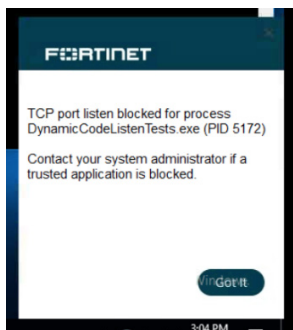 FORTINET
TCP port listen blocked for process
DynamicCodeListenTests.exe (PID 5172)
Contact your system administrator if a
trusted application is blocked.
Got It
3:04 PM